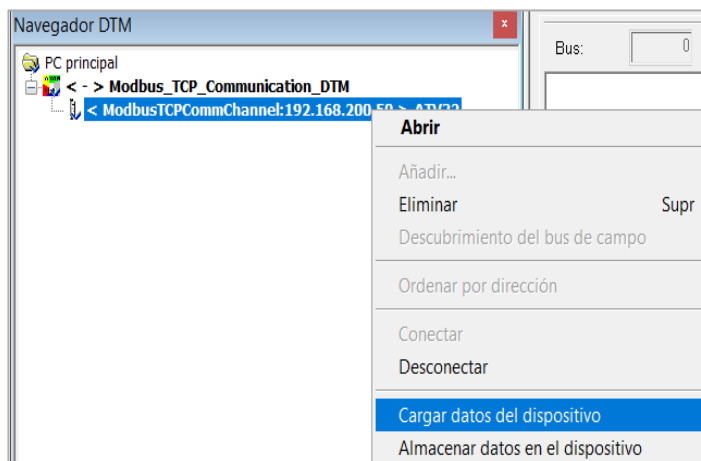 Navegador DTM
x
Bus:
0
PC principal
< - > Modbus_TCP_Communication_DTM
< ModbusTCPCommChannel:192.168.200.50 > ATV32
Abrir
Añadir...
Eliminar Supr
Descubrimiento del bus de campo
Ordenar por dirección
Conectar
Desconectar
Cargar datos del dispositivo
Almacenar datos en el dispositivo